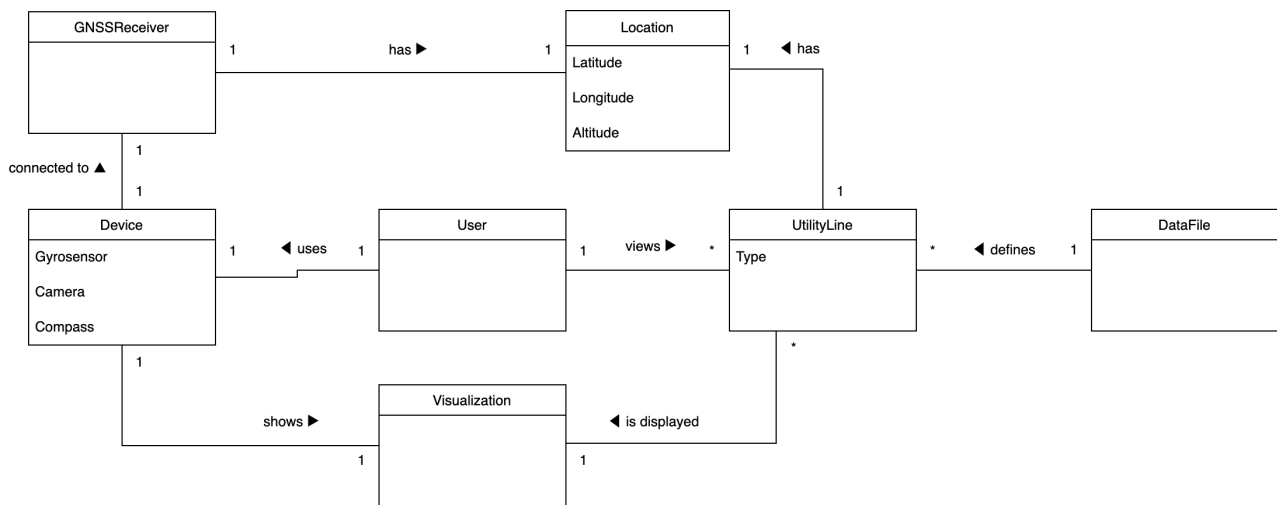 GNSSReceiver
Location
1
has ▶
1
1
◀ has
Latitude
Longitude
Altitude
1
connected to ▲
1
1
Device
User
UtilityLine
DataFile
1
◀ uses
1
1
views ▶
*
*
◀ defines
1
Gyrosensor
Type
Camera
Compass
1
*
Visualization
shows ▶
◀ is displayed
1
1